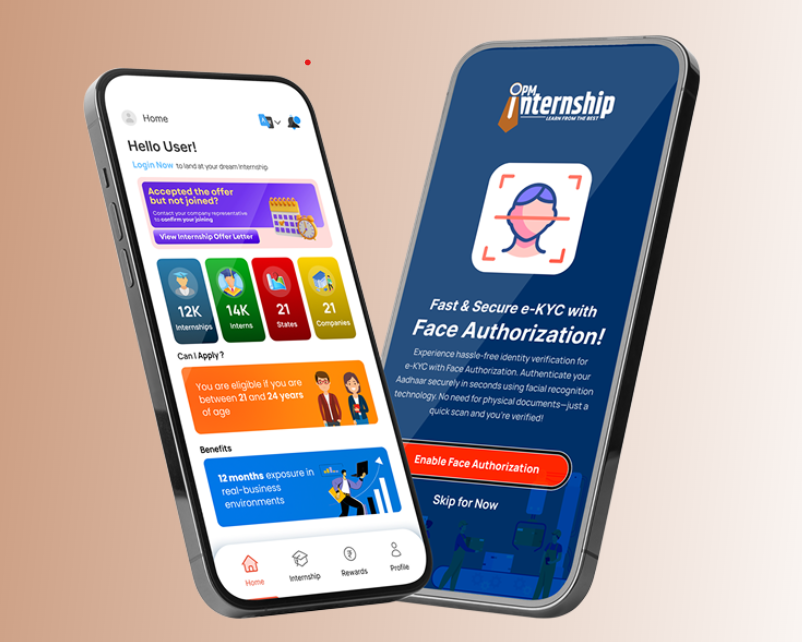 Home
Hello User!
Login Now to land at your dream Internship
Accepted the offer
but not joined?
Contact your company representative
to confirm your joining
View Internship Offer Letter
12K
Internships
14K
Interns
21
States
21
Companies
Can I Apply ?
You are eligible if you are
between 21 and 24 years
of age
Benefits
12 months exposure in
real-business
environments
Home
Internship
Rewards
Profile
PM
internship
LEARN FROM THE BEST
Fast & Secure e-KYC with
Face Authorization!
Experience hassle-free identity verification for
e-KYC with Face Authorization. Authenticate your
Aadhaar securely in seconds using facial recognition
technology. No need for physical documents—just a
quick scan and you're verified!
Enable Face Authorization
Skip for Now